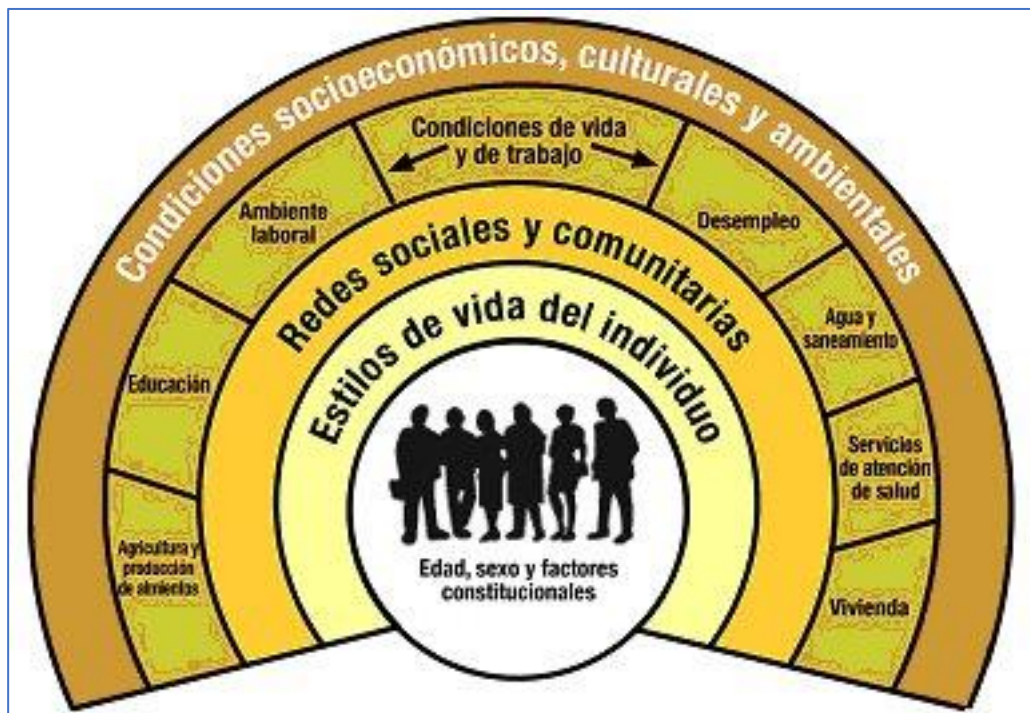 Condiciones socioeconómicos, culturales y ambientales
Condiciones de vida
y de trabajo
Ambiente
laboral
Desempleo
Redes sociales y comunitarias
Agua y
saneamiento
Estilos de vida del individuo
Educación
Servicios
de atención
de salud
Agricultura y
producción
de almientos
Edad, sexo y factores
constitucionales
Vivienda